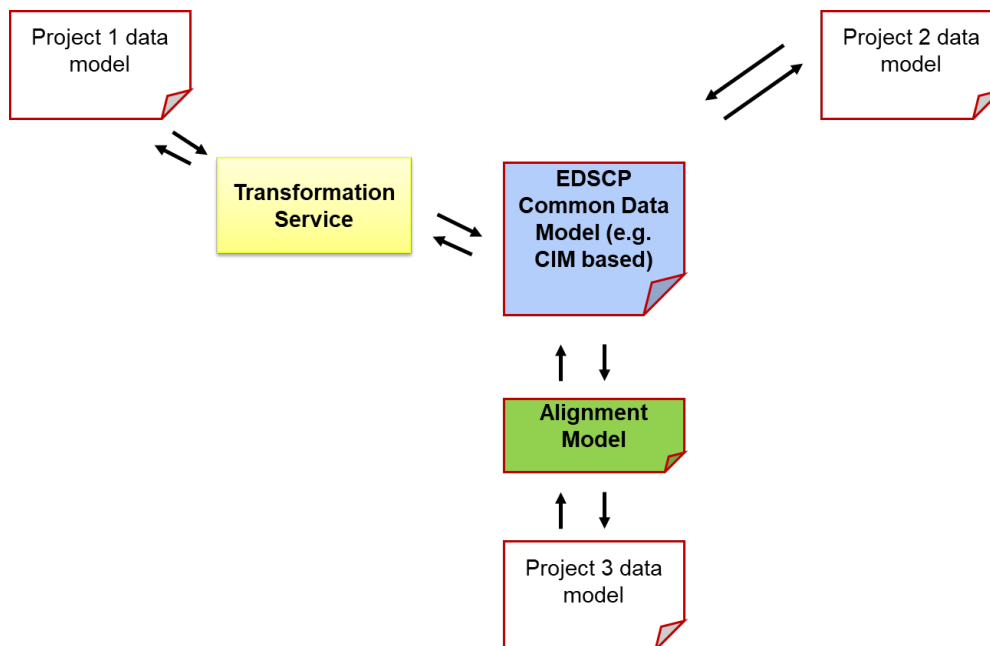 Project 1 data
model
Project 2 data
model
Transformation
Service
EDSCP
Common Data
Model (e.g.
CIM based)
Alignment
Model
Project 3 data
model